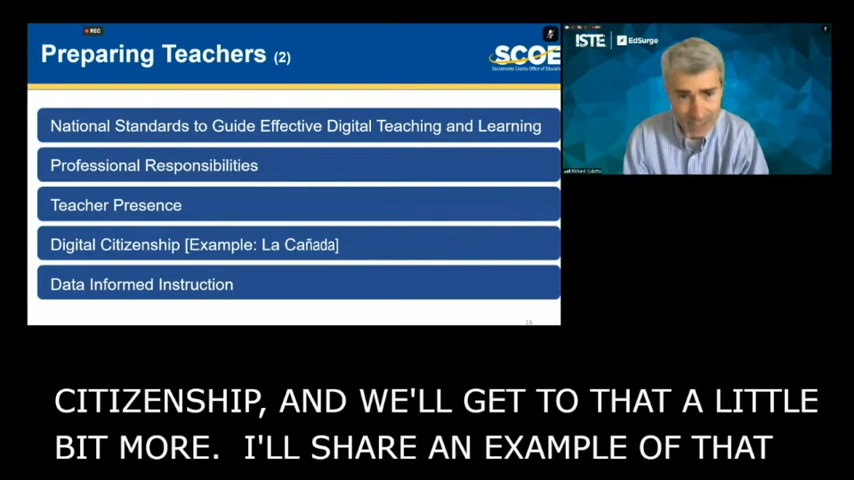 REC
Preparing Teachers (2)
SCOE
Sacramento County Office of Educati
National Standards to Guide Effective Digital Teaching and Learning
Professional Responsibilities
Teacher Presence
Digital Citizenship [Example: La Cañada]
Data Informed Instruction
ISTE EdSurge
CITIZENSHIP, AND WE'LL GET TO THAT A LITTLE
BIT MORE. I'LL SHARE AN EXAMPLE OF THAT